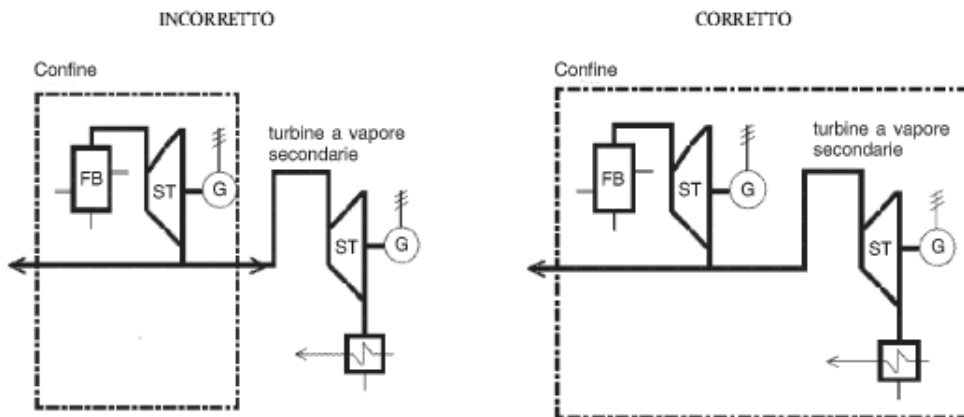 INCORRETTO
CORRETTO
Confine
turbine a vapore
secondarie
FB
ST
G
ST
G
Confine
turbine a vapore
secondarie
FB
ST
G
ST
G